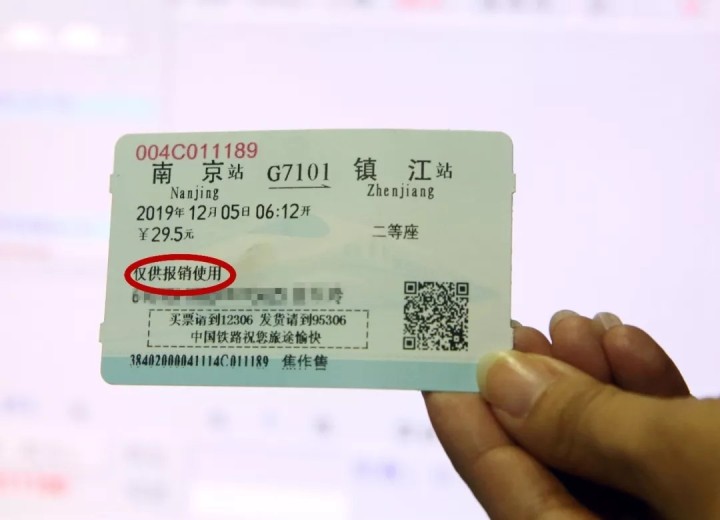 004C011189
南京站 G7101 镇江站
Nanjing Zhenjiang
2019年12月05日06:12开
￥29.5元 二等座
仅供报销使用
买票请到12306 发货请到95306
中国铁路祝您旅途愉快
38402000041114C011189 焦作售